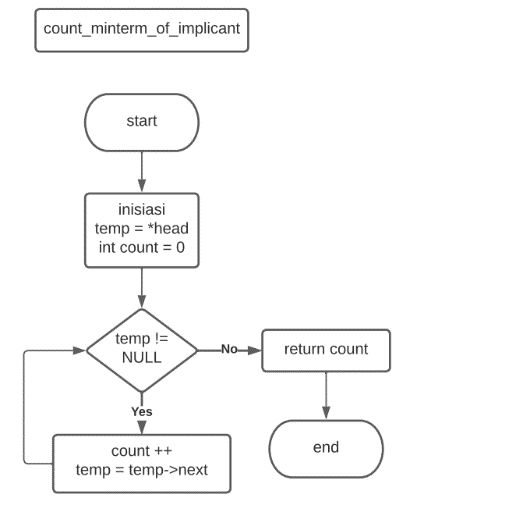 count_minterm_of_implicant
start
inisiasi
temp = *head
int count = 0
temp !=
NULL
No
return count
Yes
count ++
temp = temp->next
end